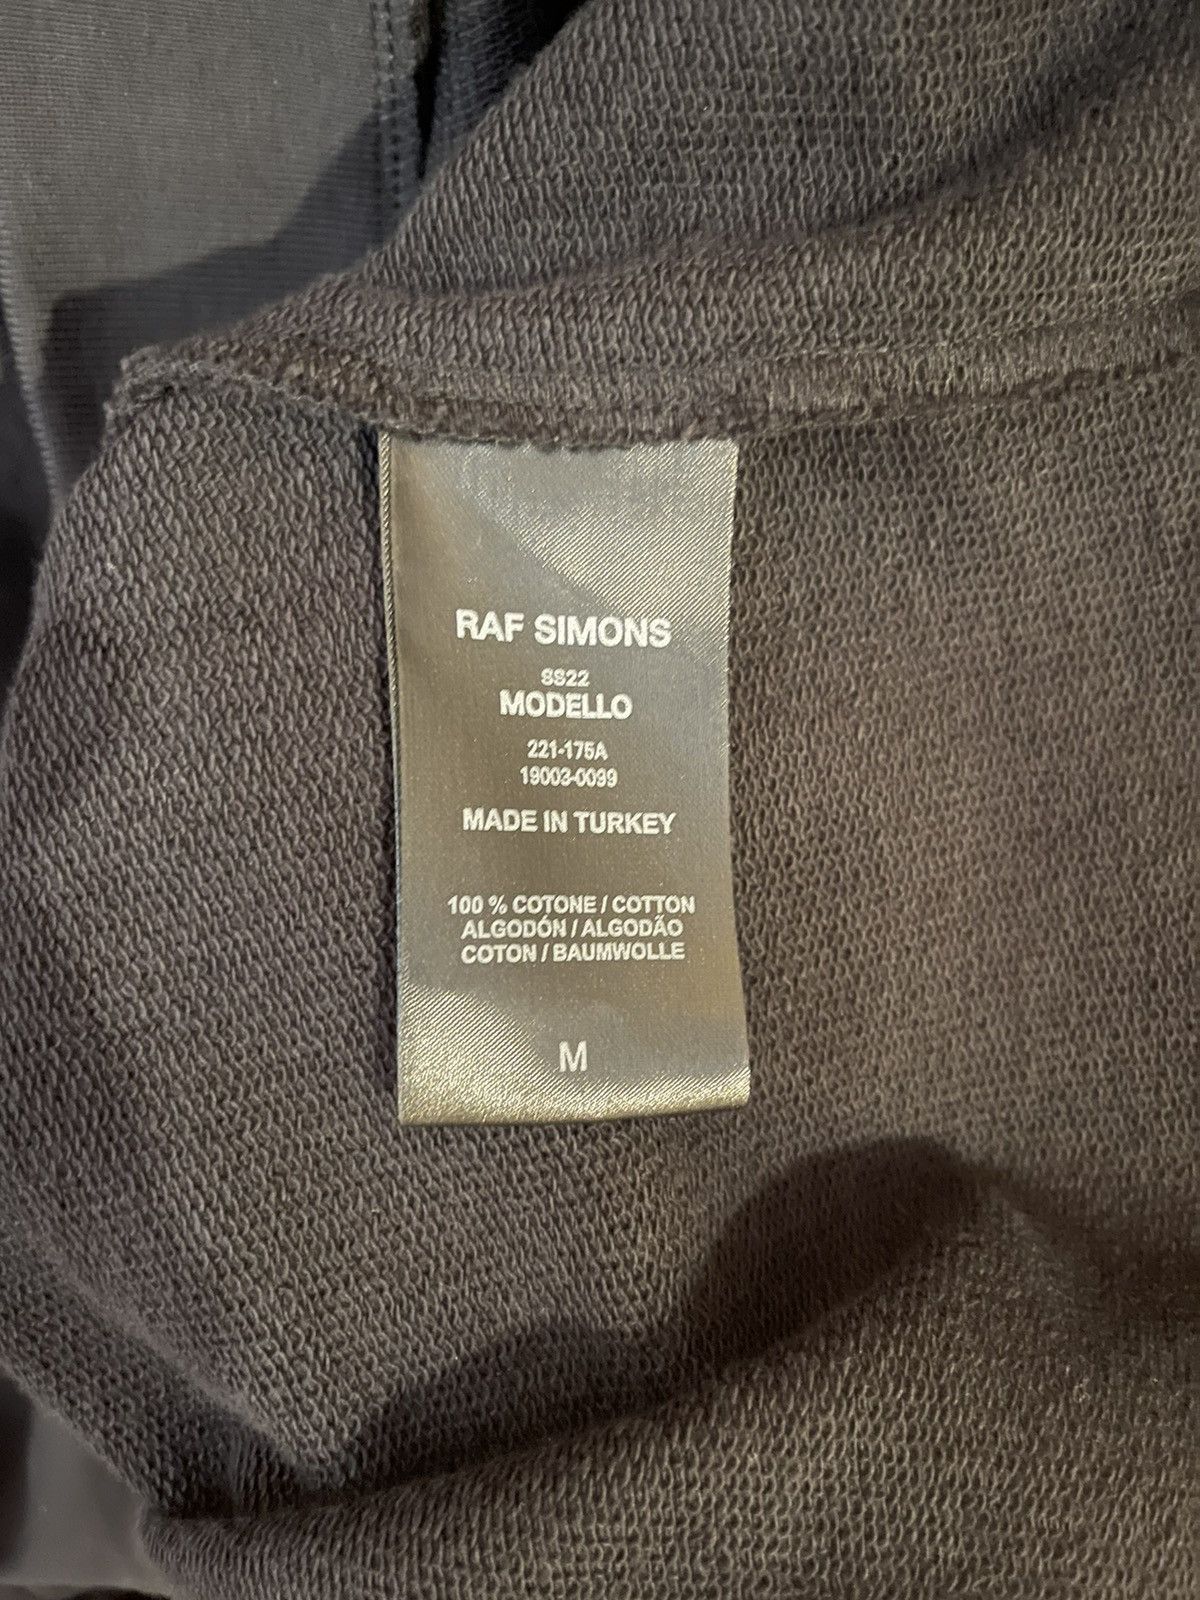 RAF SIMONS
SS22
MODELLO
221-175A
19003-0099
MADE IN TURKEY
100 % COTONE / COTTON
ALGODÓN / ALGODÃO
COTON / BAUMWOLLE
M